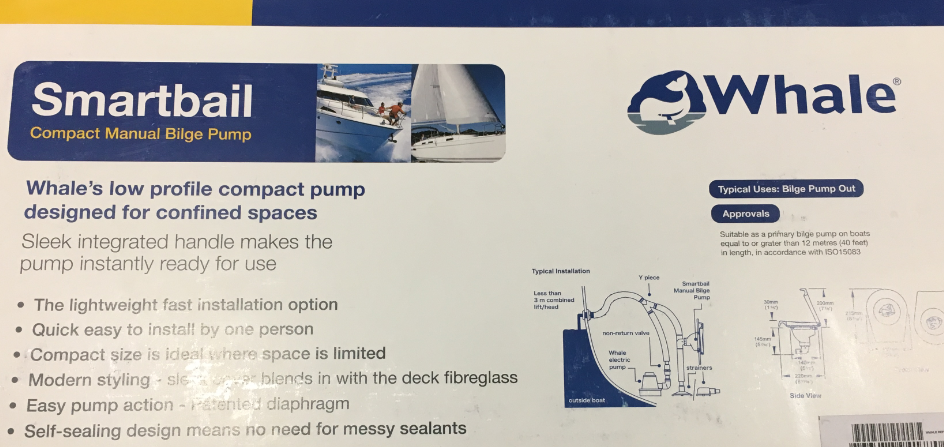 Smartbail
Compact Manual Bilge Pump
Whale®
Whale's low profile compact pump
designed for confined spaces
Sleek integrated handle makes the
pump instantly ready for use
• The lightweight fast installation option
• Quick easy to install by one person
• Compact size is ideal where space is limited
• Modern styling - blends in with the deck fibreglass
• Easy pump action - Patented diaphragm
• Self-sealing design means no need for messy sealants
Typical Uses: Bilge Pump Out
Approvals
Suitable as a primary bilge pump on boats
equal to or grater than 12 metres (40 feet)
in length, in accordance with ISO15083
Typical Installation
Less than
3 m combined
lift/head
Y piece
Smartbail
Manual Bilge
Pump
non-return valve
Whale
electric
pump
strainers
outside boat
Side View